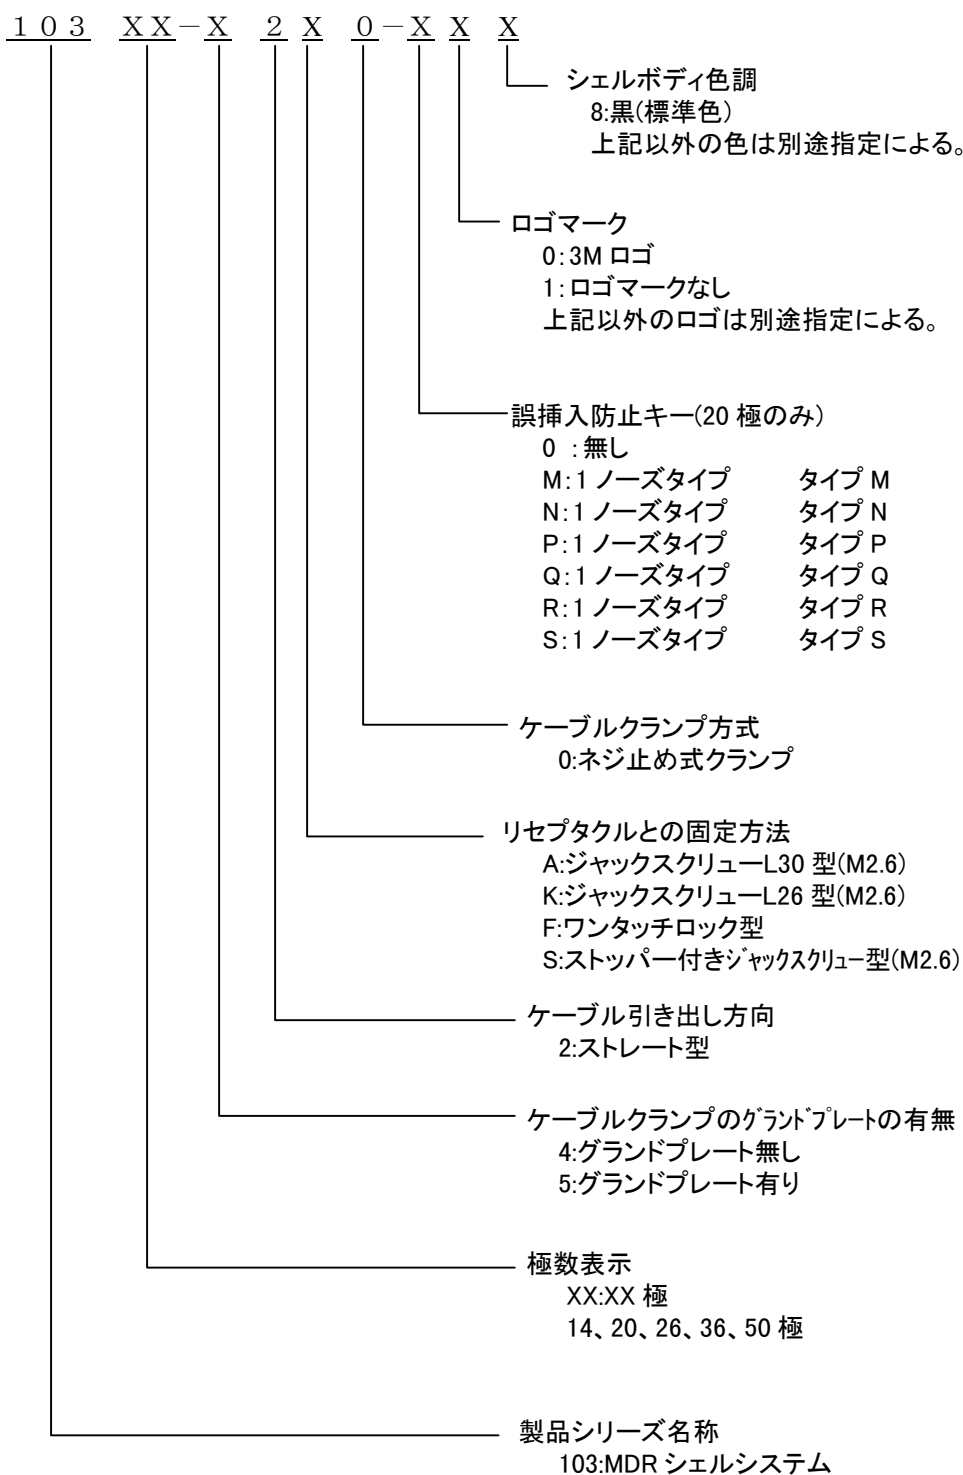 １０３ ＸＸ－Ｘ ２Ｘ ０－ＸＸ Ｘ
シェルボディ色調
8:黒(標準色)
上記以外の色は別途指定による。
ロゴマーク
0:3M ロゴ
1:ロゴマークなし
上記以外のロゴは別途指定による。
誤挿入防止キー(20 極のみ)
0 :無し
M:1 ノーズタイプ タイプ M
N:1 ノーズタイプ タイプ N
P:1 ノーズタイプ タイプ P
Q:1 ノーズタイプ タイプ Q
R:1 ノーズタイプ タイプ R
S:1 ノーズタイプ タイプ S
ケーブルクランプ方式
0:ネジ止め式クランプ
リセプタクルとの固定方法
A:ジャックスクリューL30 型(M2.6)
K:ジャックスクリューL26 型(M2.6)
F:ワンタッチロック型
S:ストッパー付きｼﾞｬｯｸｽｸﾘｭｰ型(M2.6)
ケーブル引き出し方向
2:ストレート型
ケーブルクランプのｸﾞﾗﾝﾄﾞﾌﾟﾚｰﾄの有無
4:グランドプレート無し
5:グランドプレート有り
極数表示
XX:XX 極
14、20、26、36、50 極
製品シリーズ名称
103:MDR シェルシステム